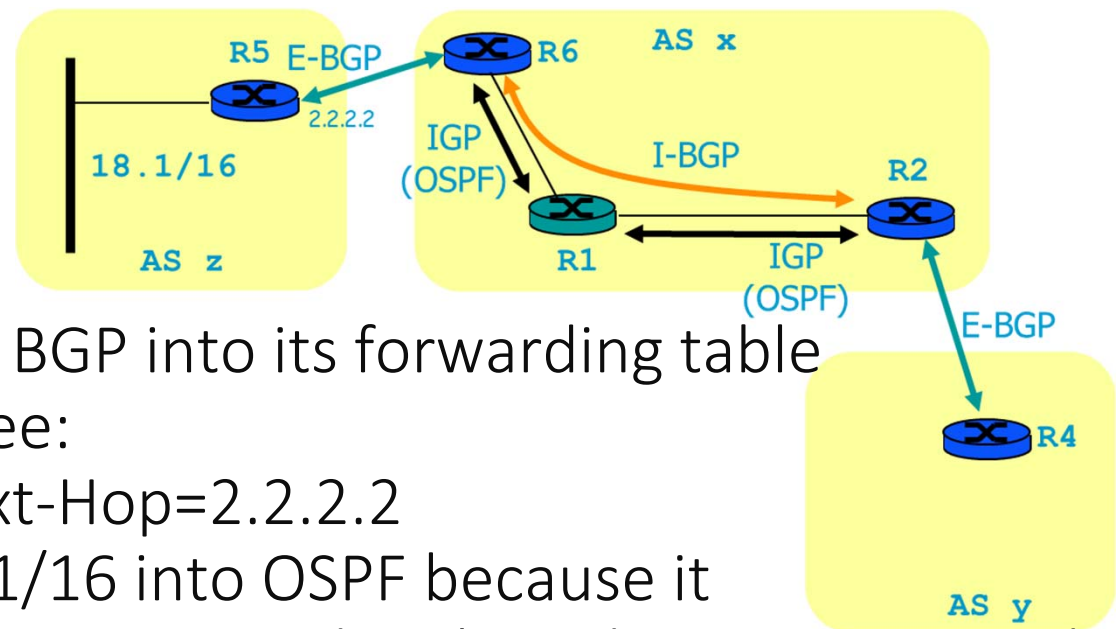 AS x
R5
E-BGP
R6
2.2.2.2
IGP
(OSPF)
I-BGP
18.1/16
R2
AS z
R1
IGP
(OSPF)
E-BGP
BGP into its forwarding table
ee:
R4
xt-Hop=2.2.2.2
1/16 into OSPF because it
AS y